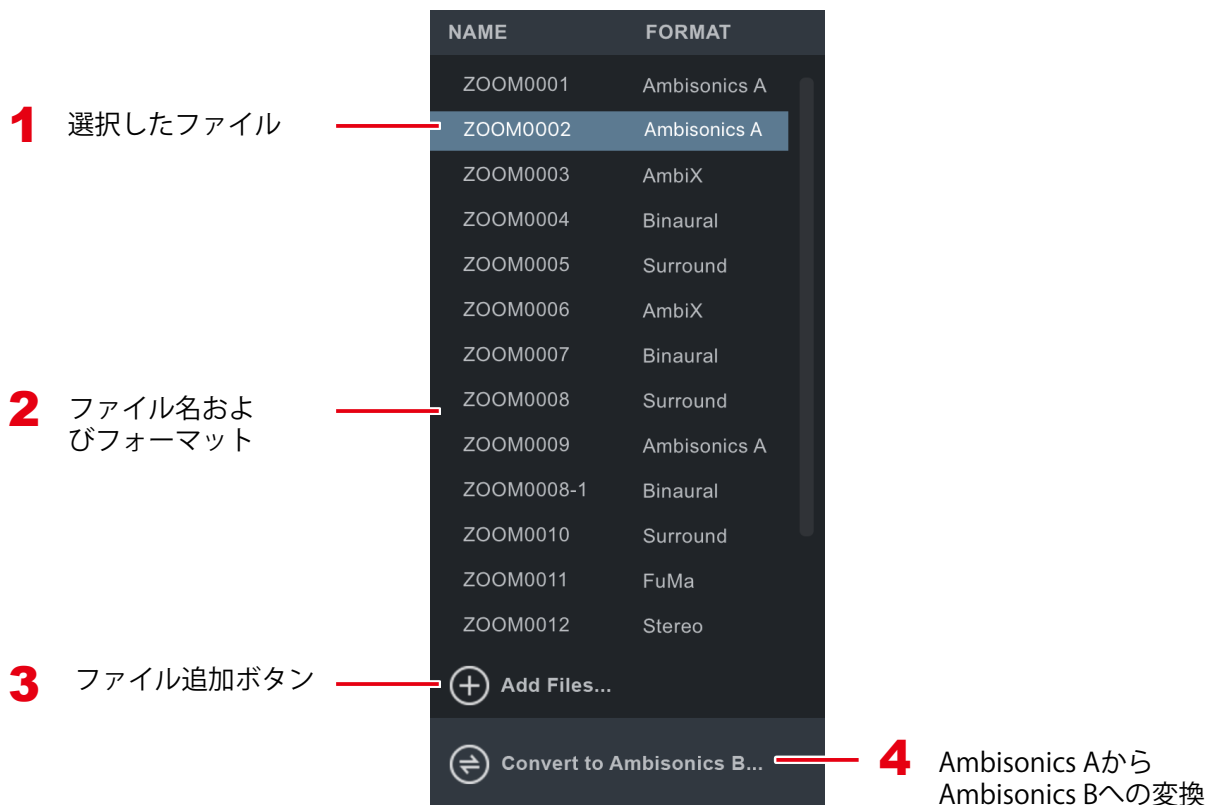 NAME FORMAT
ZOOM0001 Ambisonics A
1 選択したファイル
ZOOM0002 Ambisonics A
ZOOM0003 AmbiX
ZOOM0004 Binaural
ZOOM0005 Surround
ZOOM0006 AmbiX
ZOOM0007 Binaural
2 ファイル名およ
びフォーマット
ZOOM0008 Surround
ZOOM0009 Ambisonics A
ZOOM0008-1 Binaural
ZOOM0010 Surround
ZOOM0011 FuMa
ZOOM0012 Stereo
3 ファイル追加ボタン
Add Files...
Convert to Ambisonics B...
4 Ambisonics Aから
Ambisonics Bへの変換